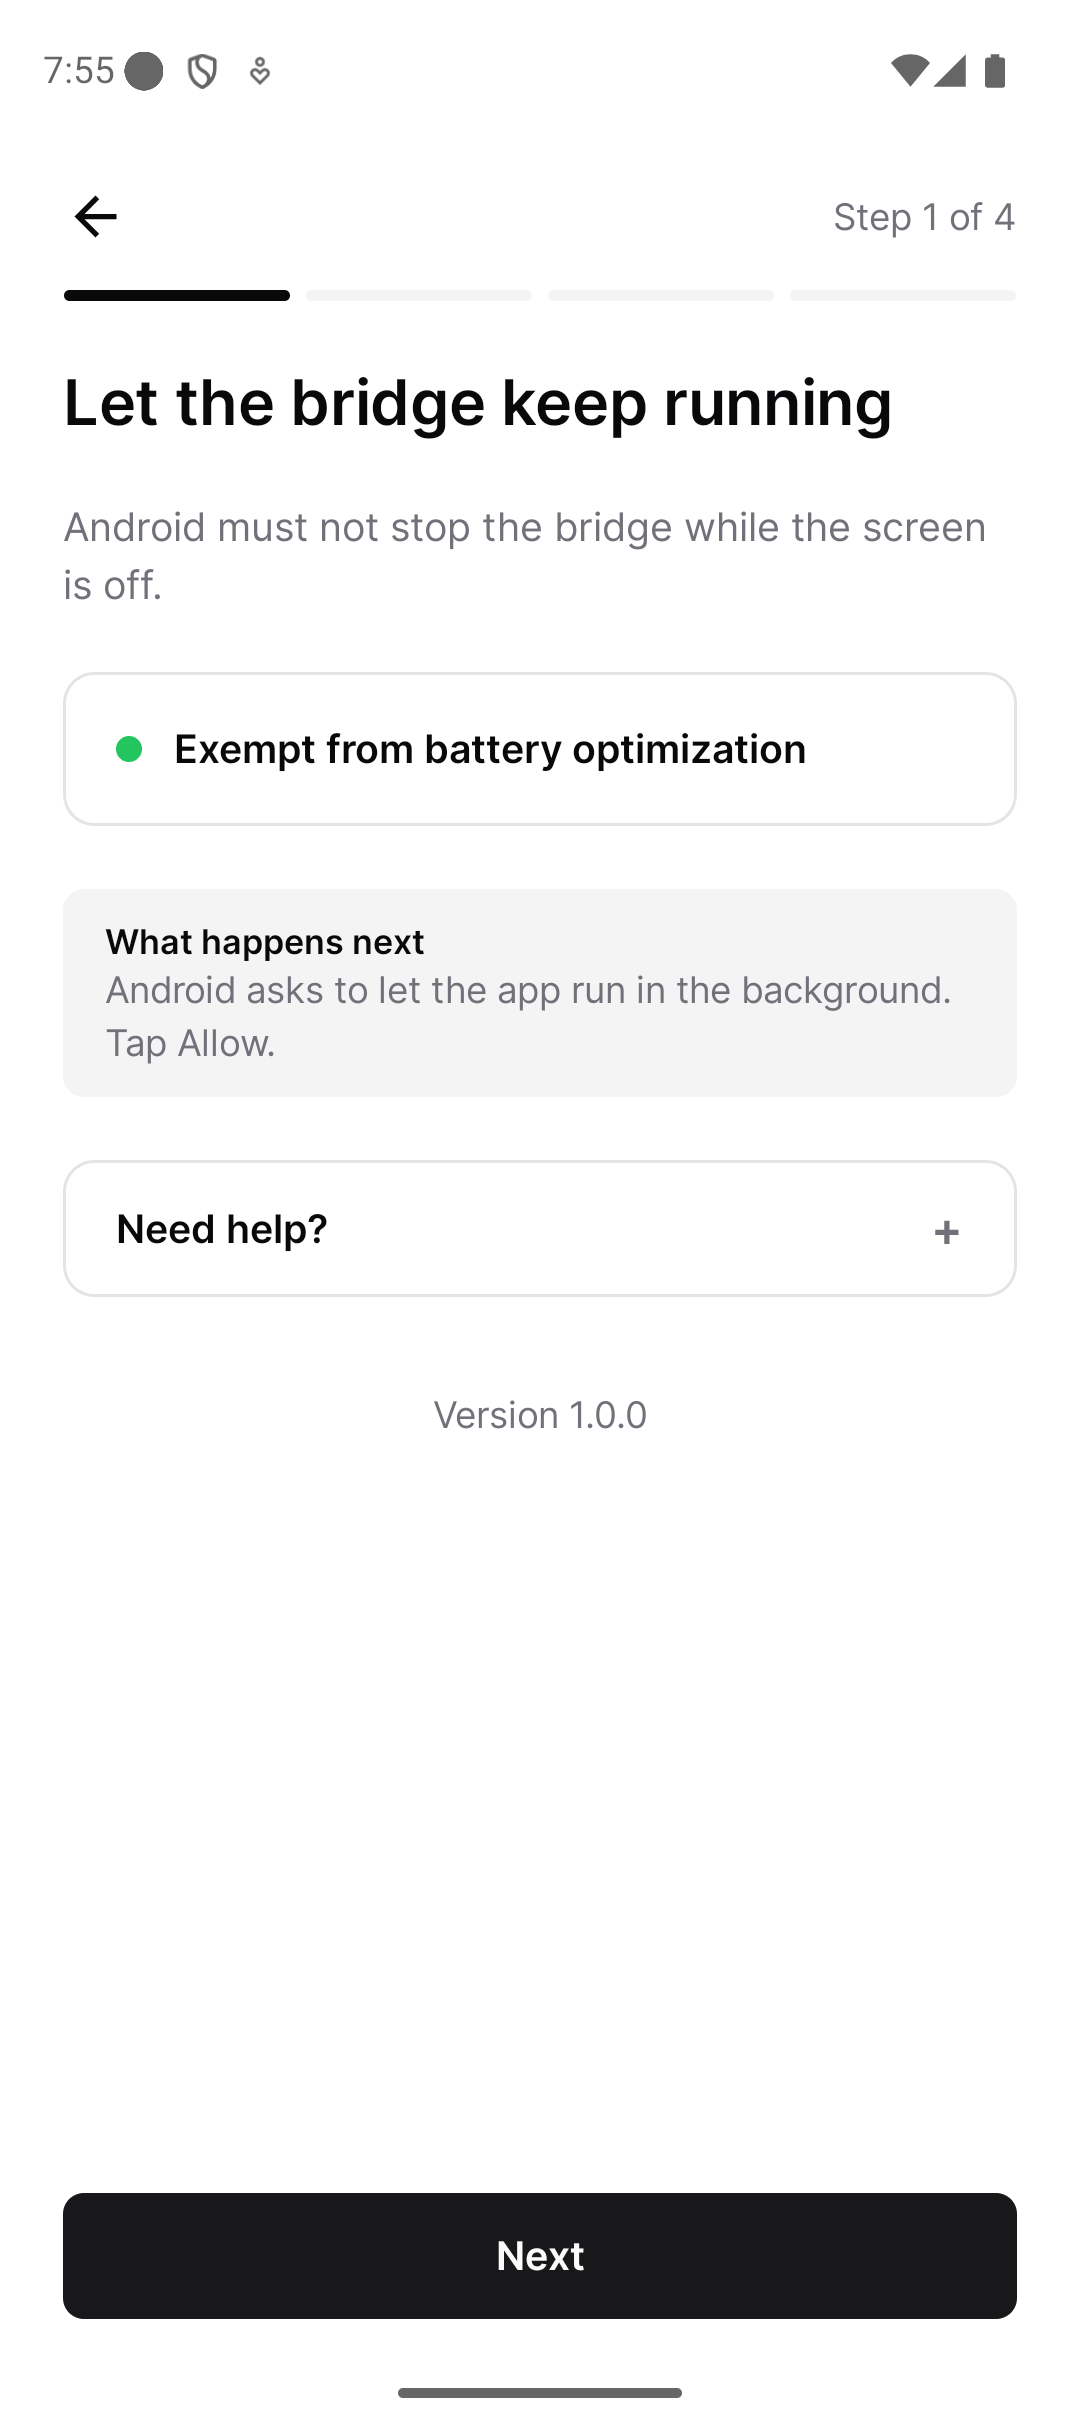 7:55
Step 1 of 4
Let the bridge keep running
Android must not stop the bridge while the screen
is off.
Exempt from battery optimization
What happens next
Android asks to let the app run in the background.
Tap Allow.
Need help?
+
Version 1.0.0
Next